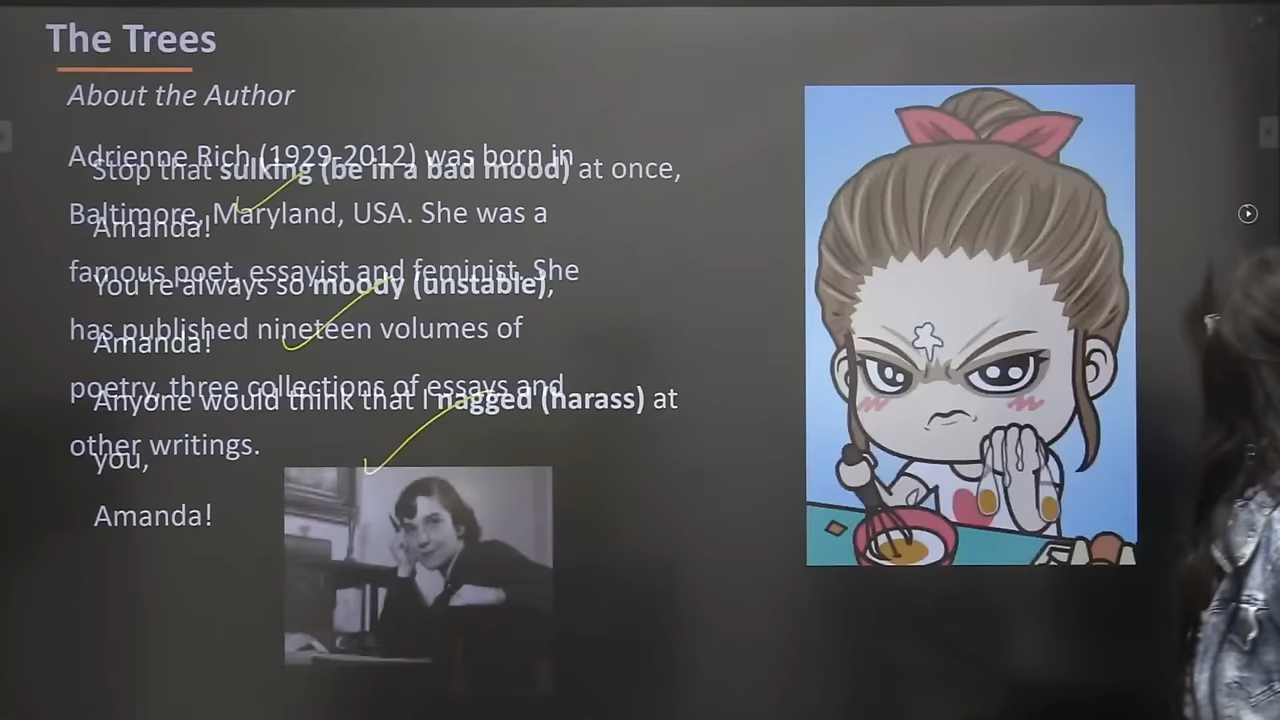 The Trees
About the Author
Adrienne Rich (1929-2012) was born in
Stop that sulking (be in a bad mood) at once,
Baltimore, Maryland, USA. She was a
Amanda!
famous poet, essayist and feminist. She
You're always so moody (unstable),
has published nineteen volumes of
Amanda!
poetry, three collections of essays and
Anyone would think that I nagged (harass) at
other writings.
you,
Amanda!